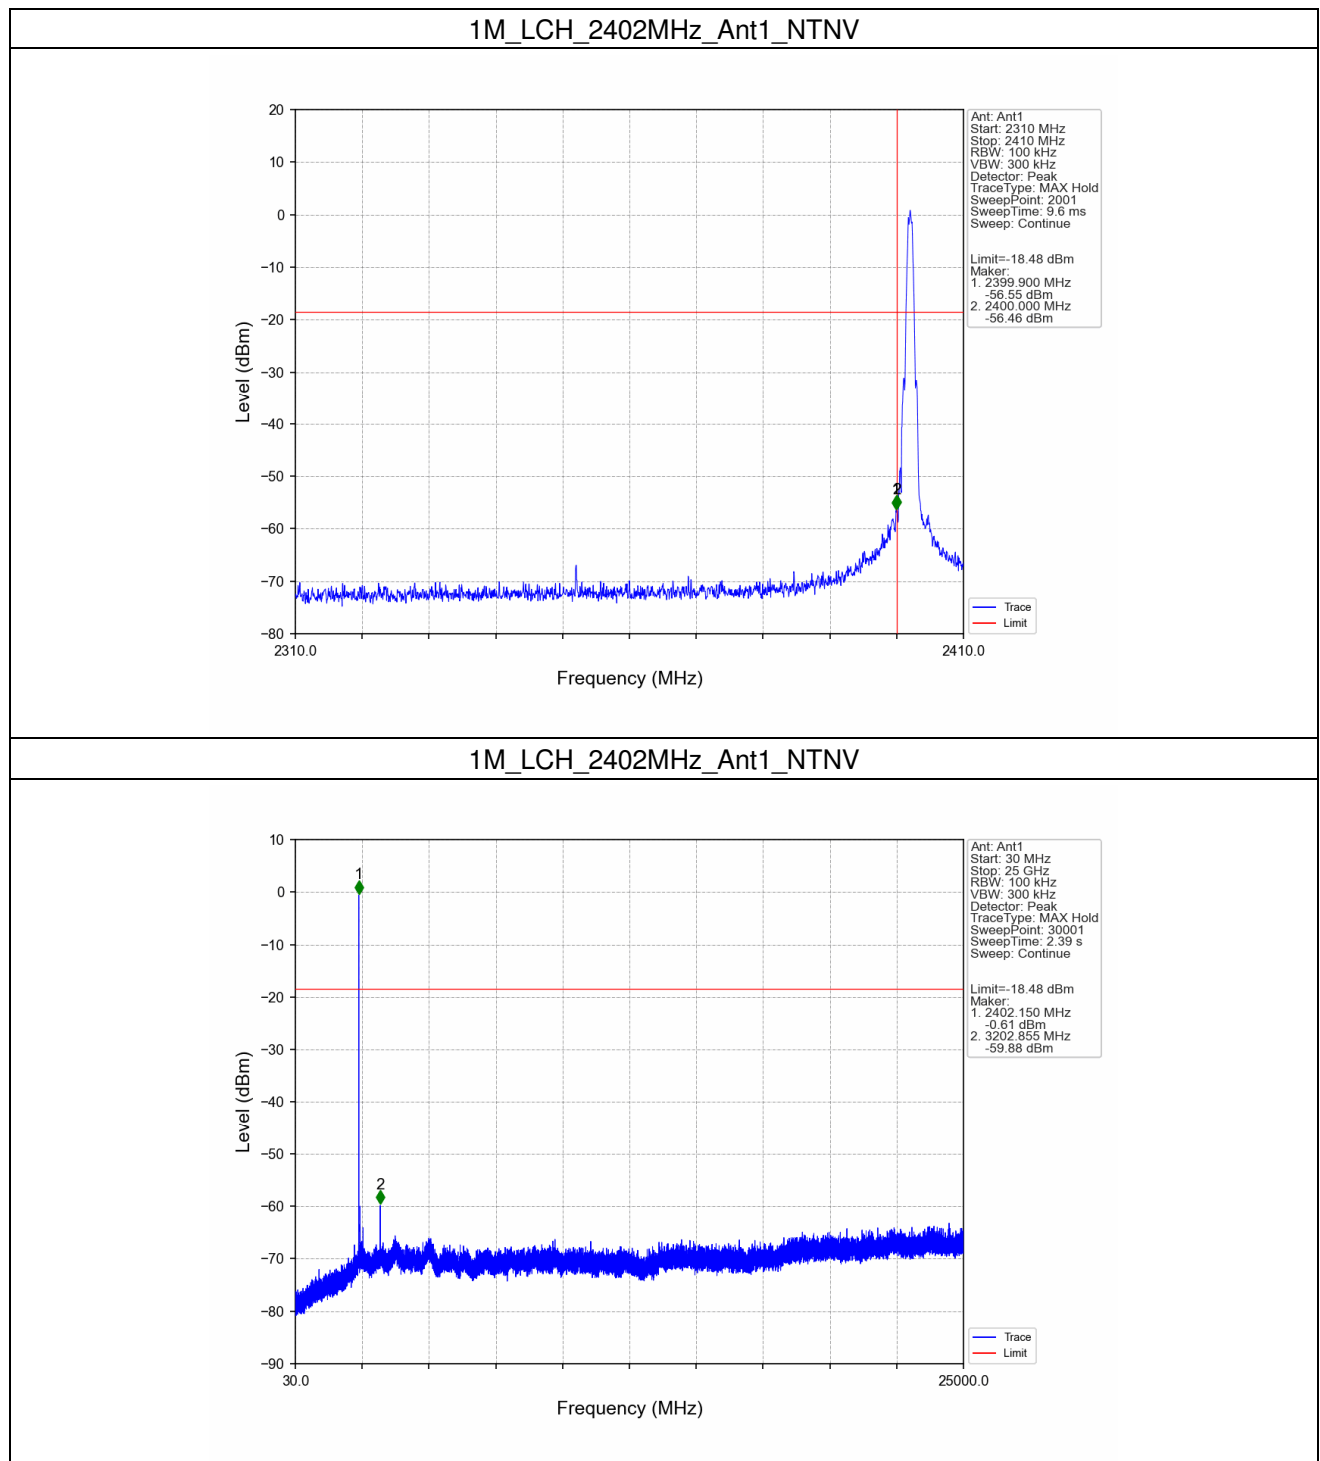 1M_LCH_2402MHz_Ant1_NTNV
20
10
0
−10
−20
−30
−40
−50
−60
−70
−80
Level (dBm)
2
2310.0
2410.0
Frequency (MHz)
Ant: Ant1
Start: 2310 MHz
Stop: 2410 MHz
RBW: 100 kHz
VBW: 300 kHz
Detector: Peak
TraceType: MAX Hold
SweepPoint: 2001
SweepTime: 9.6 ms
Sweep: Continue
Limit=-18.48 dBm
Maker:
1. 2399.900 MHz
-56.55 dBm
2. 2400.000 MHz
-56.46 dBm
Trace
Limit
1M_LCH_2402MHz_Ant1_NTNV
10
0
−10
−20
−30
−40
−50
−60
−70
−80
−90
Level (dBm)
1
2
30.0
25000.0
Frequency (MHz)
Ant: Ant1
Start: 30 MHz
Stop: 25 GHz
RBW: 100 kHz
VBW: 300 kHz
Detector: Peak
TraceType: MAX Hold
SweepPoint: 30001
SweepTime: 2.39 s
Sweep: Continue
Limit=-18.48 dBm
Maker:
1. 2402.150 MHz
-0.61 dBm
2. 3202.855 MHz
-59.88 dBm
Trace
Limit